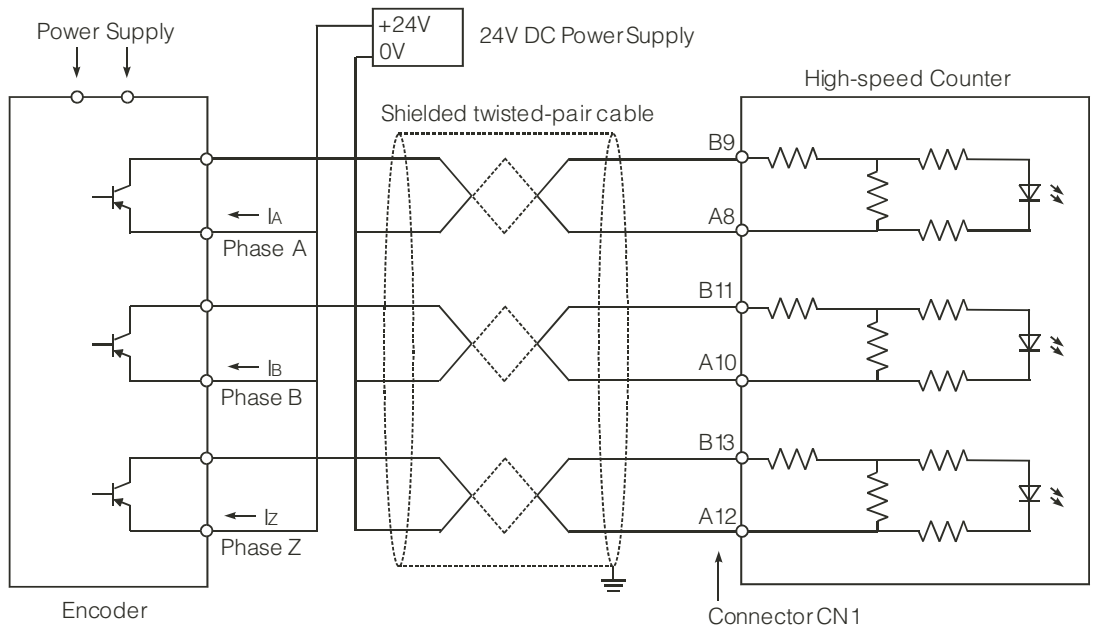 Power Supply
+24V
0V
24V DC Power Supply
High-speed Counter
Shielded twisted-pair cable
B9
IA
A8
Phase A
B11
IB
A10
Phase B
B13
IZ
A12
Phase Z
Encoder
Connector CN1